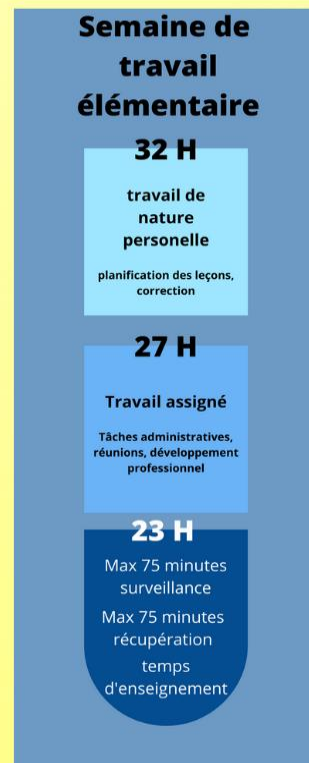 Semaine de
travail
élémentaire
32 H
travail de
nature
personelle
planification des leçons,
correction
27 H
Travail assigné
Tâches administratives,
réunions, développement
professionnel
23 H
Max 75 minutes
surveillance
Max 75 minutes
récupération
temps
d'enseignement